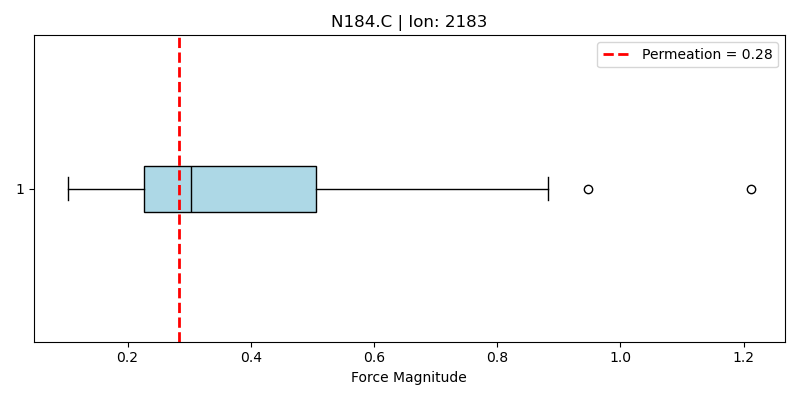 N184.C | Ion: 2183
Permeation = 0.28
1
0.2 0.4 0.6 0.8 1.0 1.2
Force Magnitude